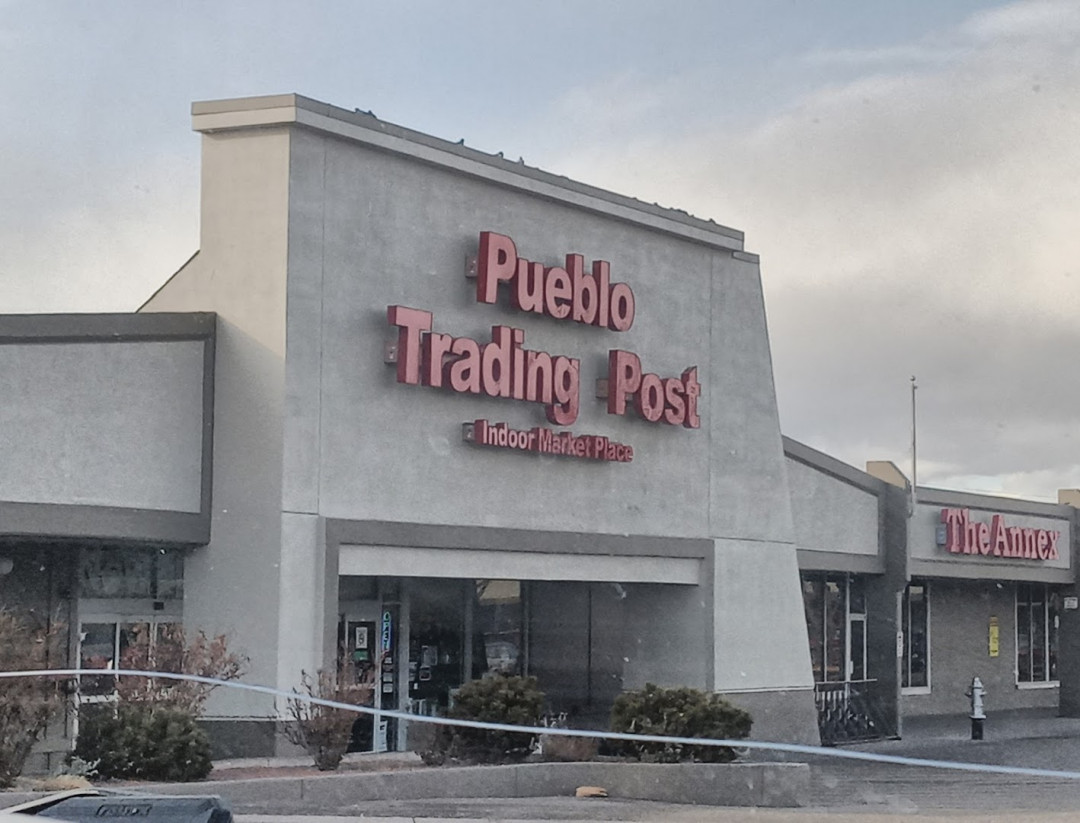 Pueblo
Trading Post
Indoor Market Place
The Annex